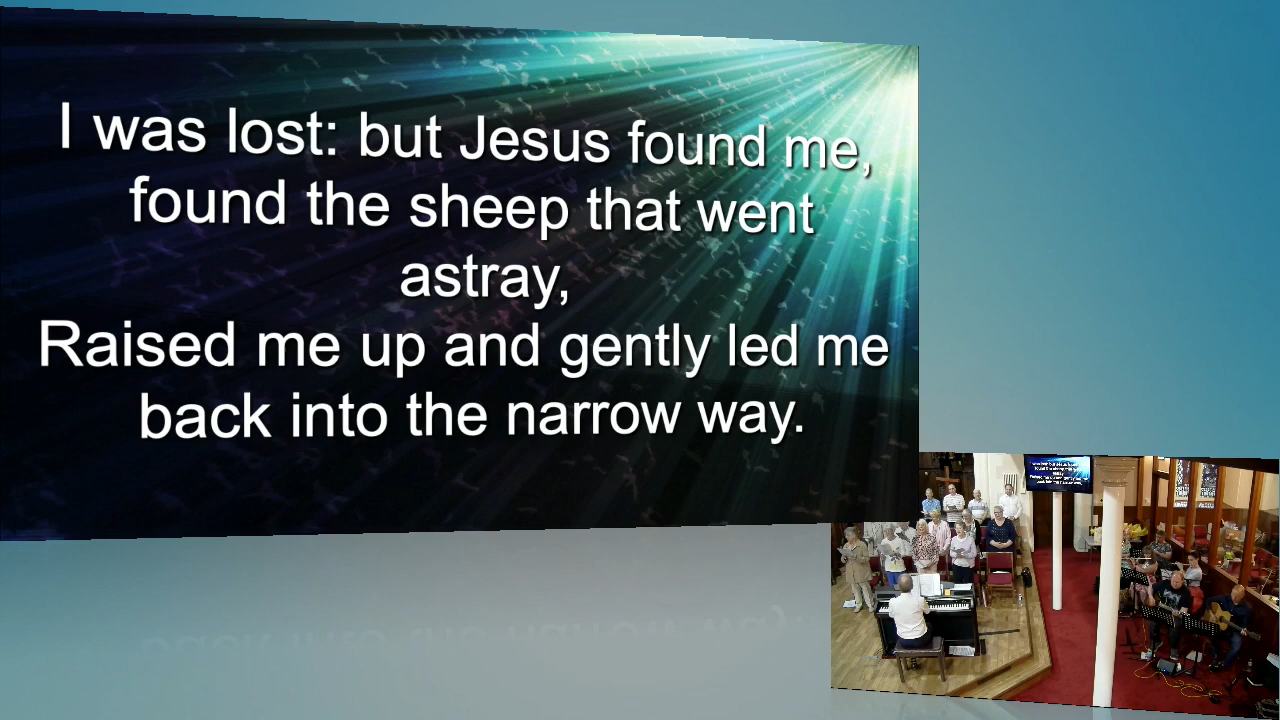 I was lost: but Jesus found me,
found the sheep that went
astray,
Raised me up and gently led me
back into the narrow way.